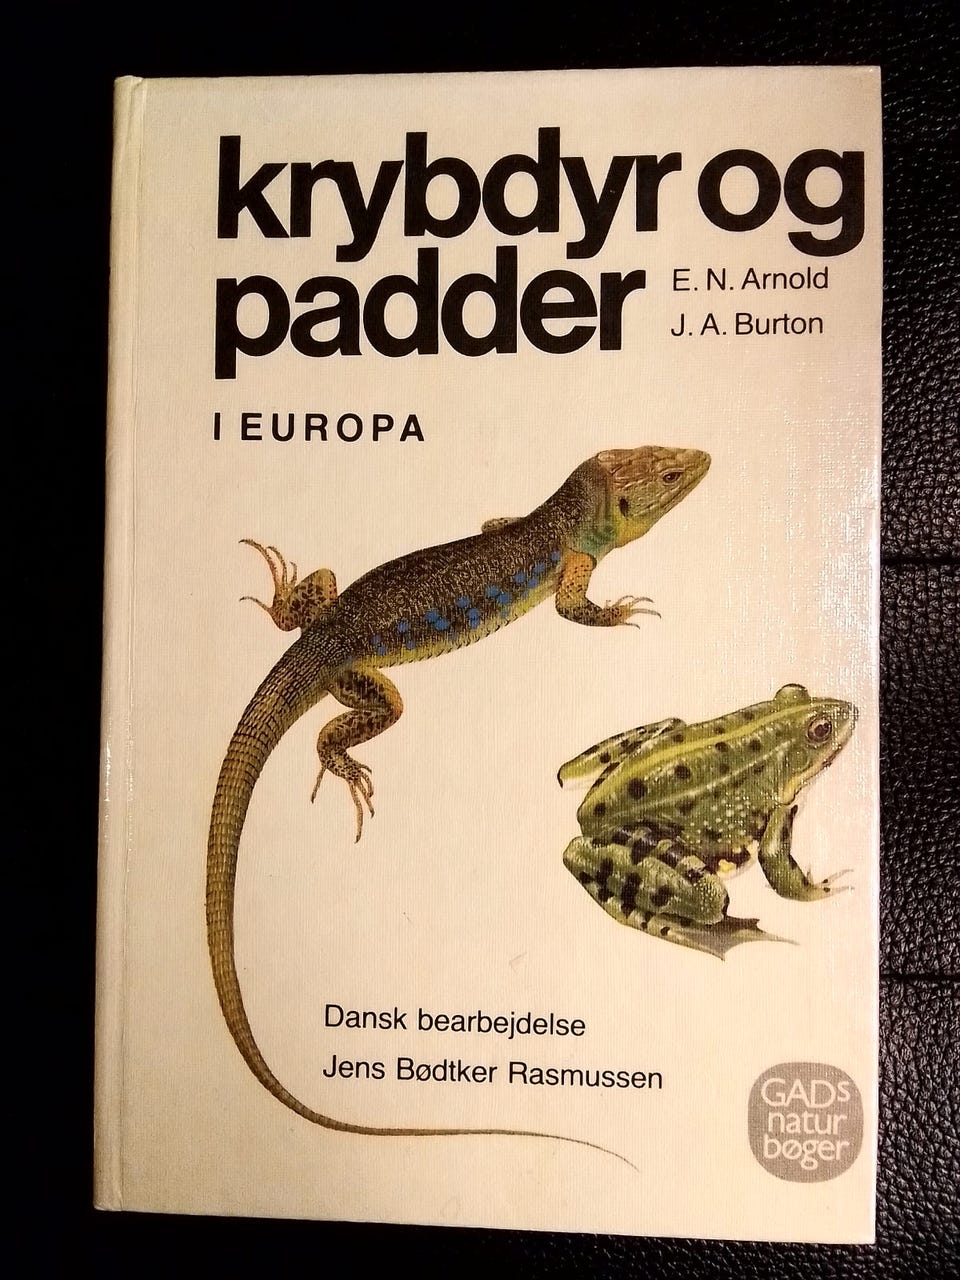 krybdyr og
padder
E. N. Arnold
J. A. Burton
I EUROPA
Dansk bearbejdelse
Jens Bødtker Rasmussen
GADs
natur
bøger